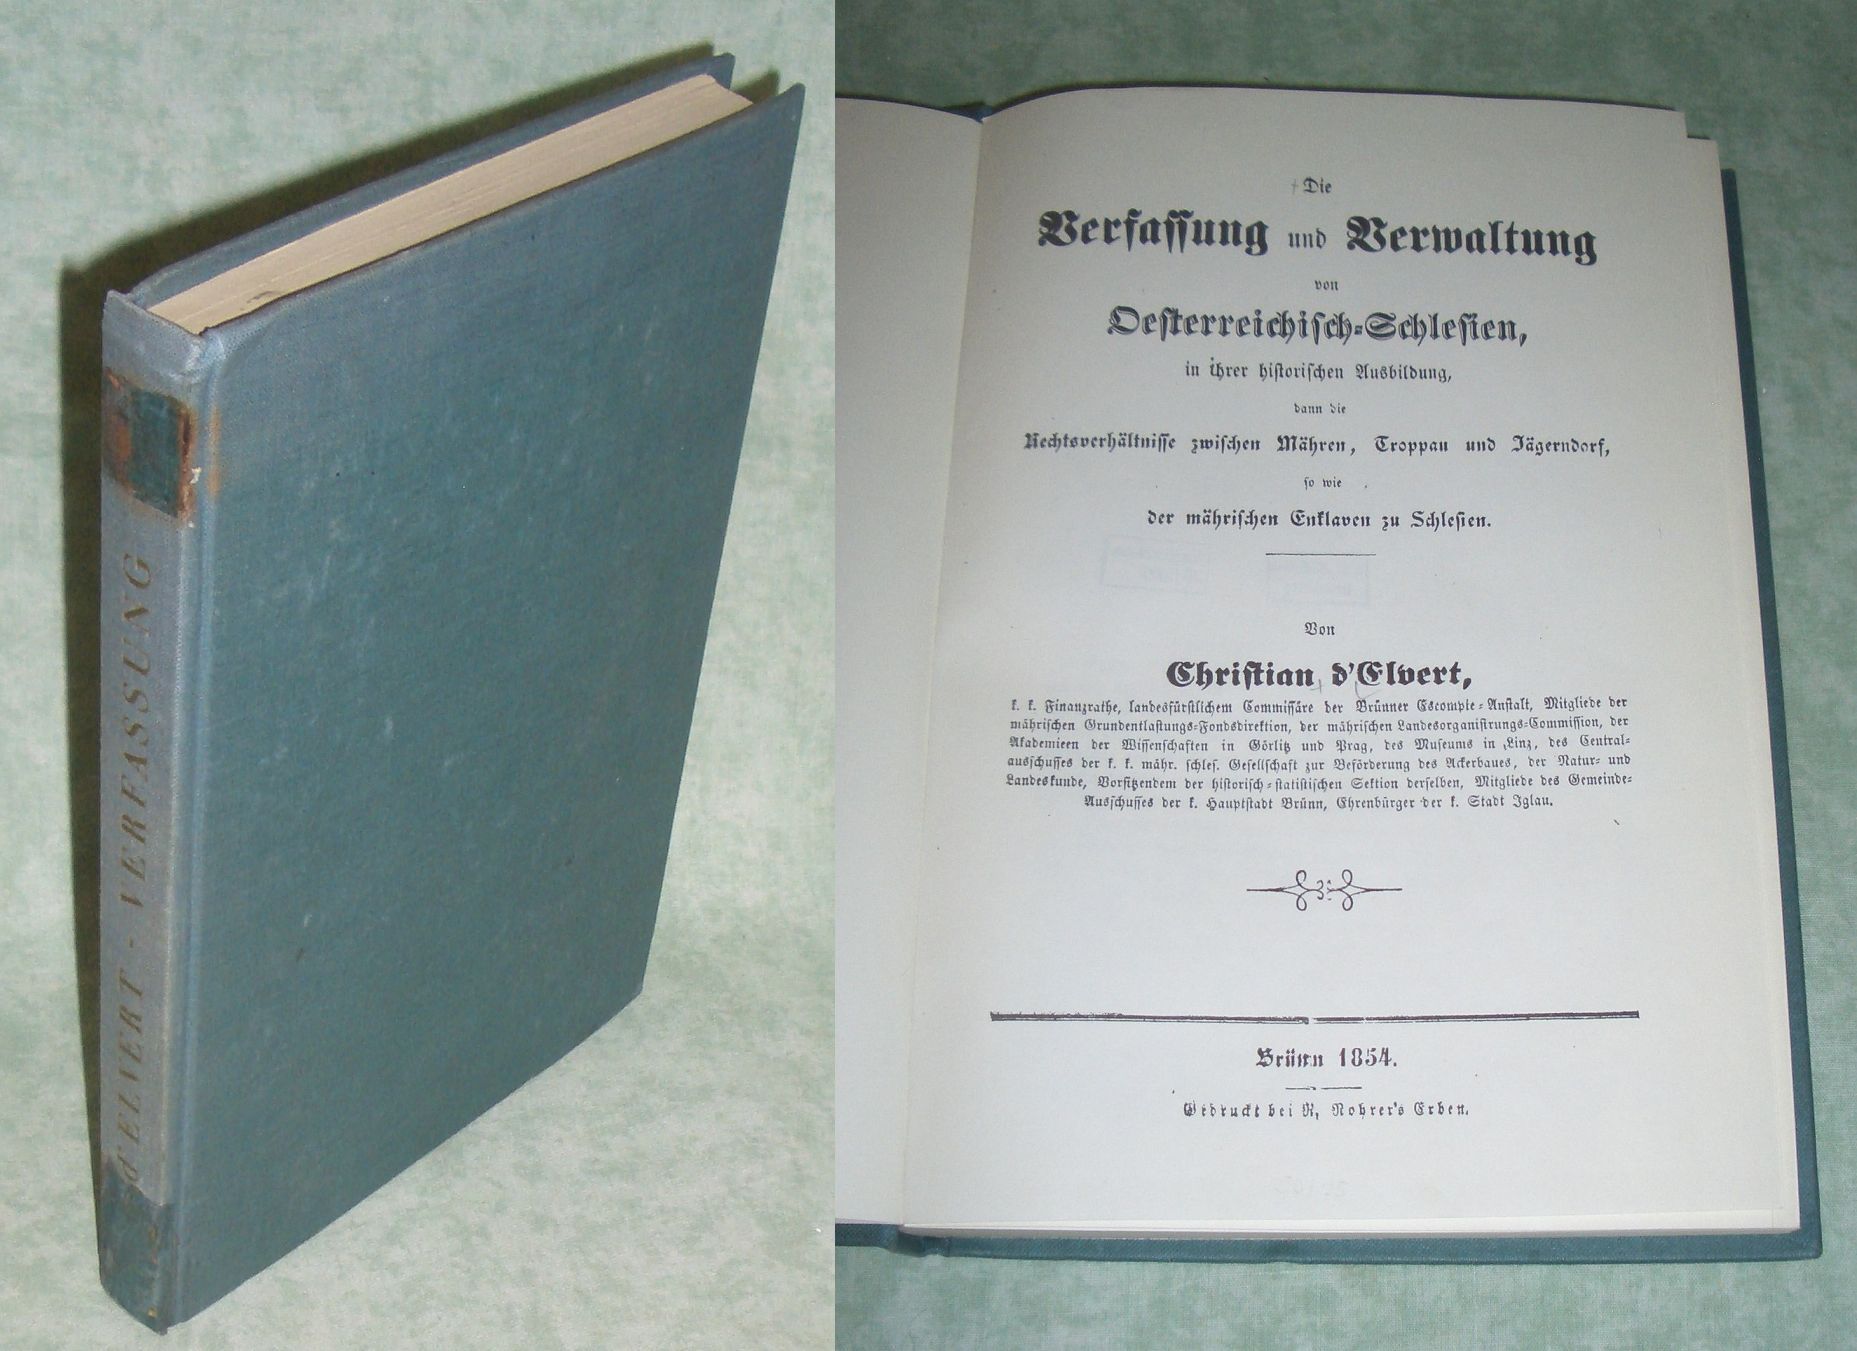 d'ELVERT - VERFASSUNG
Die
Verfassung und Verwaltung
von
Oesterreichisch-Schlesien,
in ihrer historischen Ausbildung,
dann die
Rechtsverhältnisse zwischen Mähren, Troppau und Jägerndorf,
so wie
der mährischen Enklaven zu Schlesien.
Von
Christian d'Elvert,
k. k. Finanzrathe, landesfürstlichem Commissäre der Brünner Escompte-Anstalt, Mitgliede der
mährischen Grundentlastungs-Fondsdirektion, der mährischen Landesorganisirungs-Commission, der
Akademieen der Wissenschaften in Görlitz und Prag, des Museums in Linz, des Central-
ausschusses der k. k. mähr. schles. Gesellschaft zur Beförderung des Ackerbaues, der Natur- und
Landeskunde, Vorsitzendem der historisch-statistischen Sektion derselben, Mitgliede des Gemeinde-
Ausschusses der k. Hauptstadt Brünn, Ehrenbürger der k. Stadt Iglau.
Brünn 1854.
Gedruckt bei R. Rohrer's Erben.